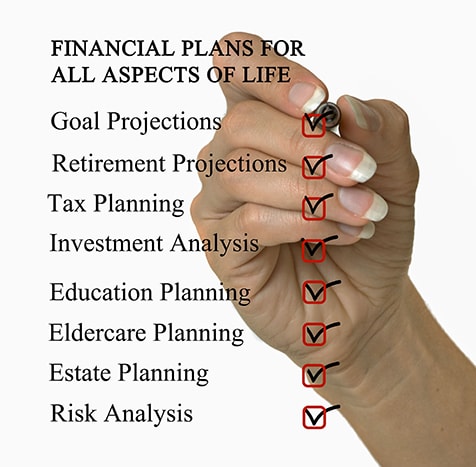 FINANCIAL PLANS FOR
ALL ASPECTS OF LIFE
Goal Projections
Retirement Projections
Tax Planning
Investment Analysis
Education Planning
Eldercare Planning
Estate Planning
Risk Analysis